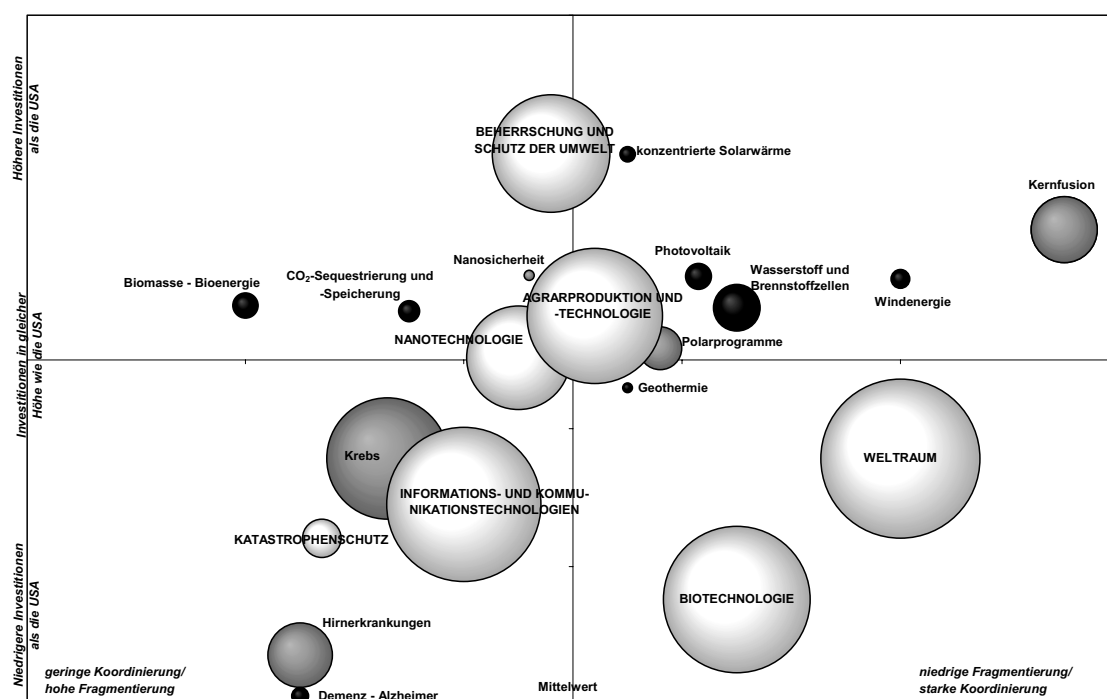 Höhere Investitionen
als die USA
BEHERRSCHUNG UND
SCHUTZ DER UMWELT
konzentrierte Solarwärme
Kernfusion
Nanosicherheit
Photovoltaik
Biomasse - Bioenergie
CO₂-Sequestrierung und
-Speicherung
Wasserstoff und
Brennstoffzellen
Windenergie
AGRARPRODUKTION UND
-TECHNOLOGIE
NANOTECHNOLOGIE
Polarprogramme
Investitionen in gleicher
Höhe wie die USA
Geothermie
Krebs
WELTRAUM
INFORMATIONS- UND KOMMU-
NIKATIONSTECHNOLOGIEN
KATASTROPHENSCHUTZ
BIOTECHNOLOGIE
Niedrigere Investitionen
als die USA
Hirnerkrankungen
geringe Koordinierung/
hohe Fragmentierung
Demenz - Alzheimer
Mittelwert
niedrige Fragmentierung/
starke Koordinierung